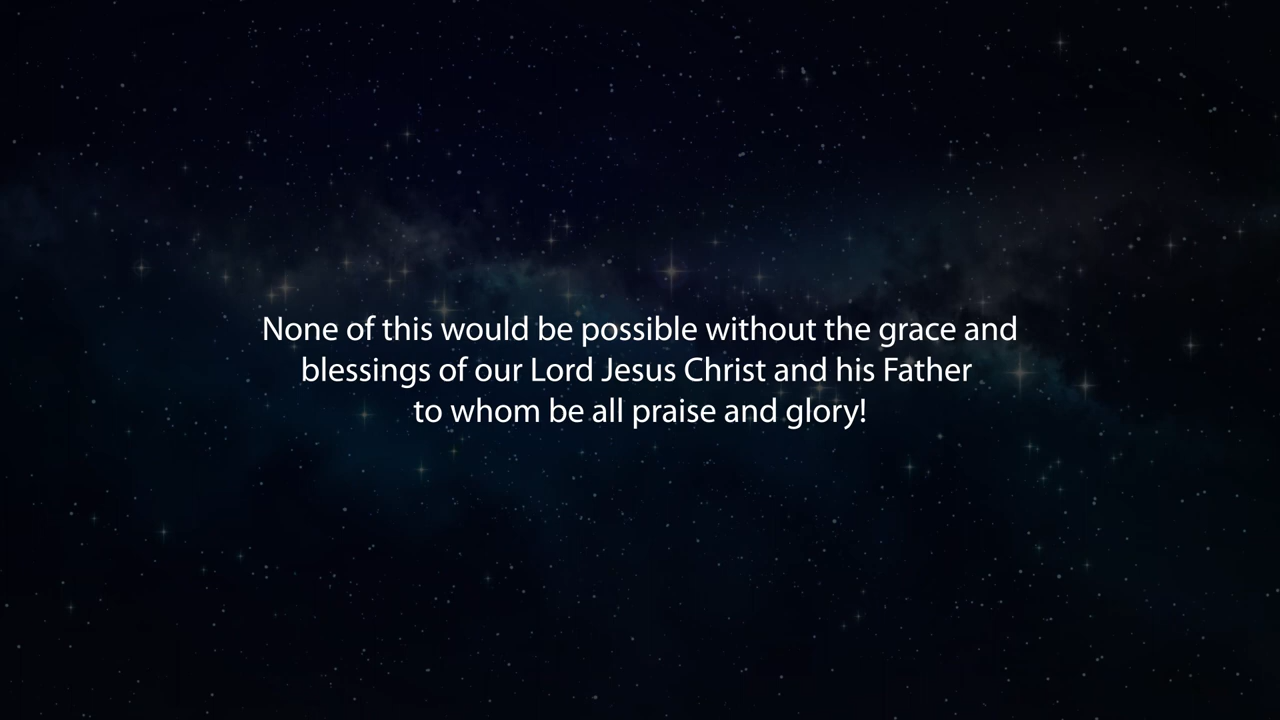 None of this would be possible without the grace and
blessings of our Lord Jesus Christ and his Father
to whom be all praise and glory!